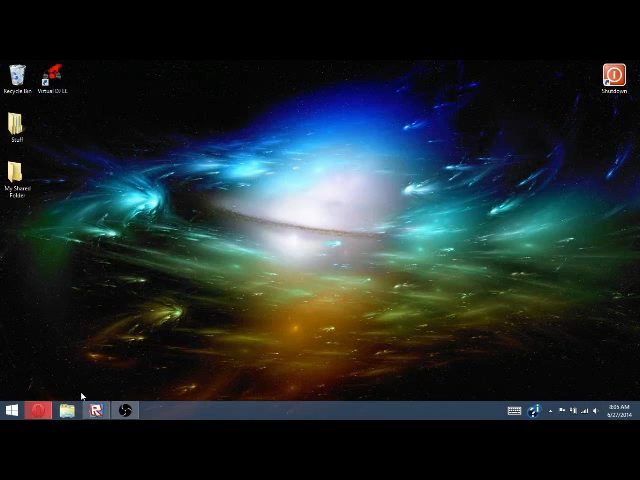 Recycle Bin
Virtual DJ LE
Shutdown
Stuff
My Shared
Folder
8:05 AM
6/27/2014